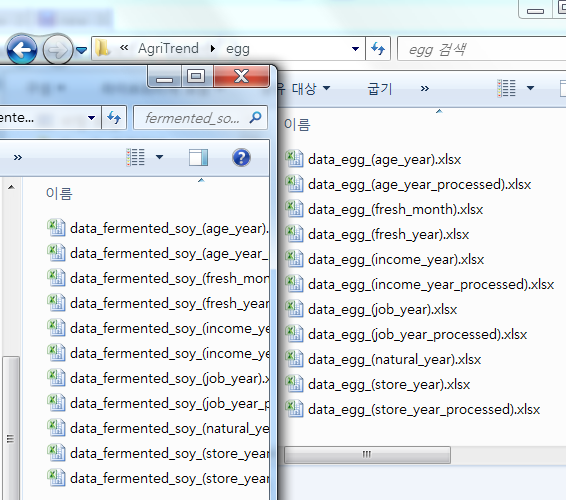 « AgriTrend egg
egg 검색
유 대상 굽기 »
이름
data_egg_(age_year).xlsx
data_egg_(age_year_processed).xlsx
data_egg_(fresh_month).xlsx
data_egg_(fresh_year).xlsx
data_egg_(income_year).xlsx
data_egg_(income_year_processed).xlsx
data_egg_(job_year).xlsx
data_egg_(job_year_processed).xlsx
data_egg_(natural_year).xlsx
data_egg_(store_year).xlsx
data_egg_(store_year_processed).xlsx
ente...
fermented_so...
»
이름
data_fermented_soy_(age_year).
data_fermented_soy_(age_year_
data_fermented_soy_(fresh_mont
data_fermented_soy_(fresh_year
data_fermented_soy_(income_ye
data_fermented_soy_(income_ye
data_fermented_soy_(job_year).x
data_fermented_soy_(job_year_p
data_fermented_soy_(natural_ye
data_fermented_soy_(store_year
data_fermented_soy_(store_year